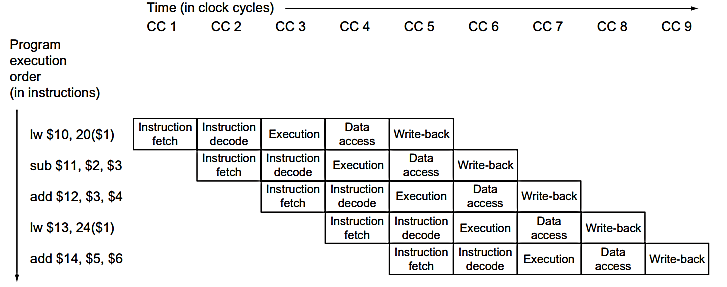 Time (in clock cycles)
CC 1 CC 2 CC 3 CC 4 CC 5 CC 6 CC 7 CC 8 CC 9
Program
execution
order
(in instructions)
lw $10, 20($1) Instruction fetch Instruction decode Execution Data access Write-back
sub $11, $2, $3 Instruction fetch Instruction decode Execution Data access Write-back
add $12, $3, $4 Instruction fetch Instruction decode Execution Data access Write-back
lw $13, 24($1) Instruction fetch Instruction decode Execution Data access Write-back
add $14, $5, $6 Instruction fetch Instruction decode Execution Data access Write-back